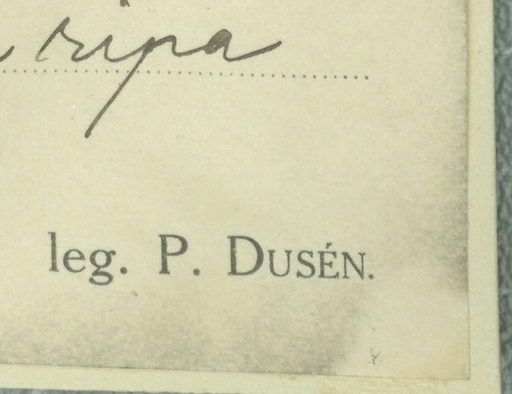 ripa
leg. P. DUSÉN.